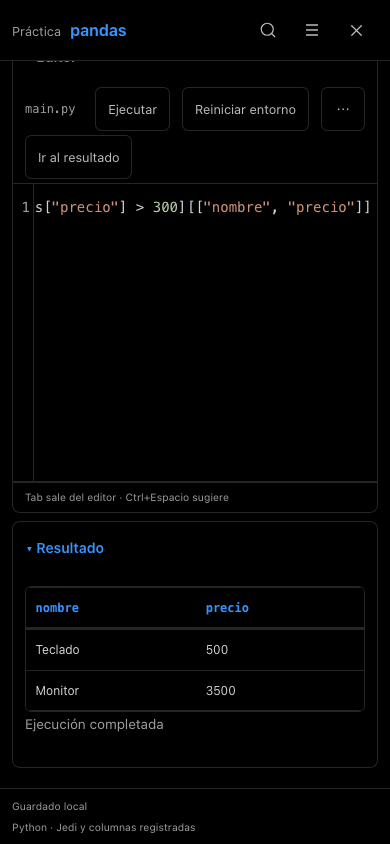 Práctica pandas
main.py Ejecutar Reiniciar entorno ...
Ir al resultado
1 s["precio"] > 300][["nombre", "precio"]]
Tab sale del editor · Ctrl+Espacio sugiere
▾ Resultado
nombre precio
Teclado 500
Monitor 3500
Ejecución completada
Guardado local
Python · Jedi y columnas registradas